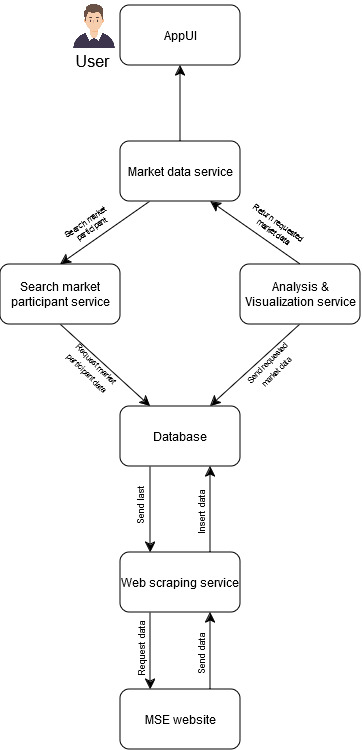 AppUI
User
Market data service
Search market
participant
Return requested
market data
Search market
participant service
Analysis &
Visualization service
Request market
participant data
Send requested
market data
Database
Send last
Insert data
Web scraping service
Request data
Send data
MSE website